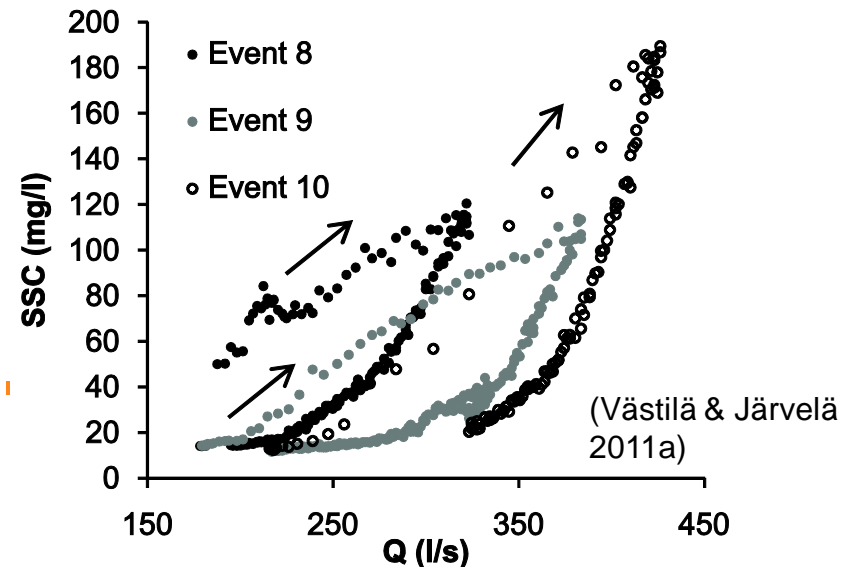 200
180
160
140
120
100
80
60
40
20
0
SSC (mg/l)
Event 8
Event 9
Event 10
(Västilä & Järvelä
2011a)
150 250 350 450
Q (l/s)